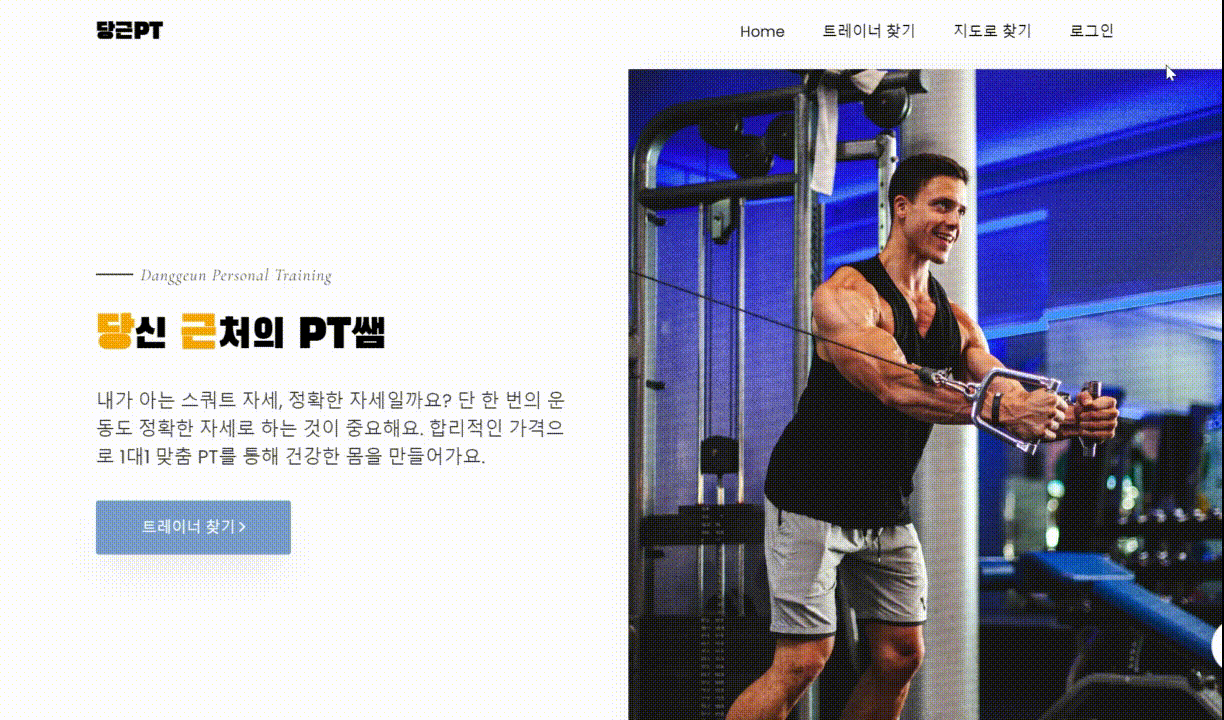 당근PT
Home 트레이너 찾기 지도로 찾기 로그인
Danggeun Personal Training
당신 근처의 PT쌤
내가 아는 스쿼트 자세, 정확한 자세일까요? 단 한 번의 운
동도 정확한 자세로 하는 것이 중요해요. 합리적인 가격으
로 1대1 맞춤 PT를 통해 건강한 몸을 만들어가요.
트레이너 찾기 >